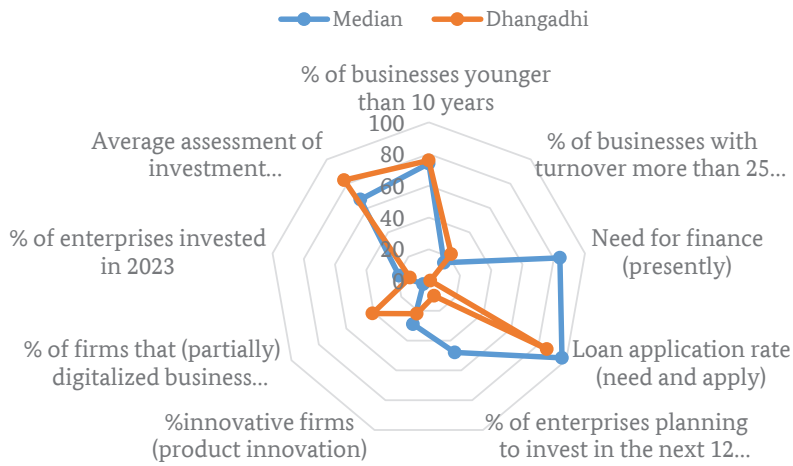 Median
Dhangadhi
% of businesses younger
than 10 years
100
80
60
40
20
0
% of businesses with
turnover more than 25...
Need for finance
(presently)
Loan application rate
(need and apply)
% of enterprises planning
to invest in the next 12...
%innovative firms
(product innovation)
% of firms that (partially)
digitalized business...
% of enterprises invested
in 2023
Average assessment of
investment...